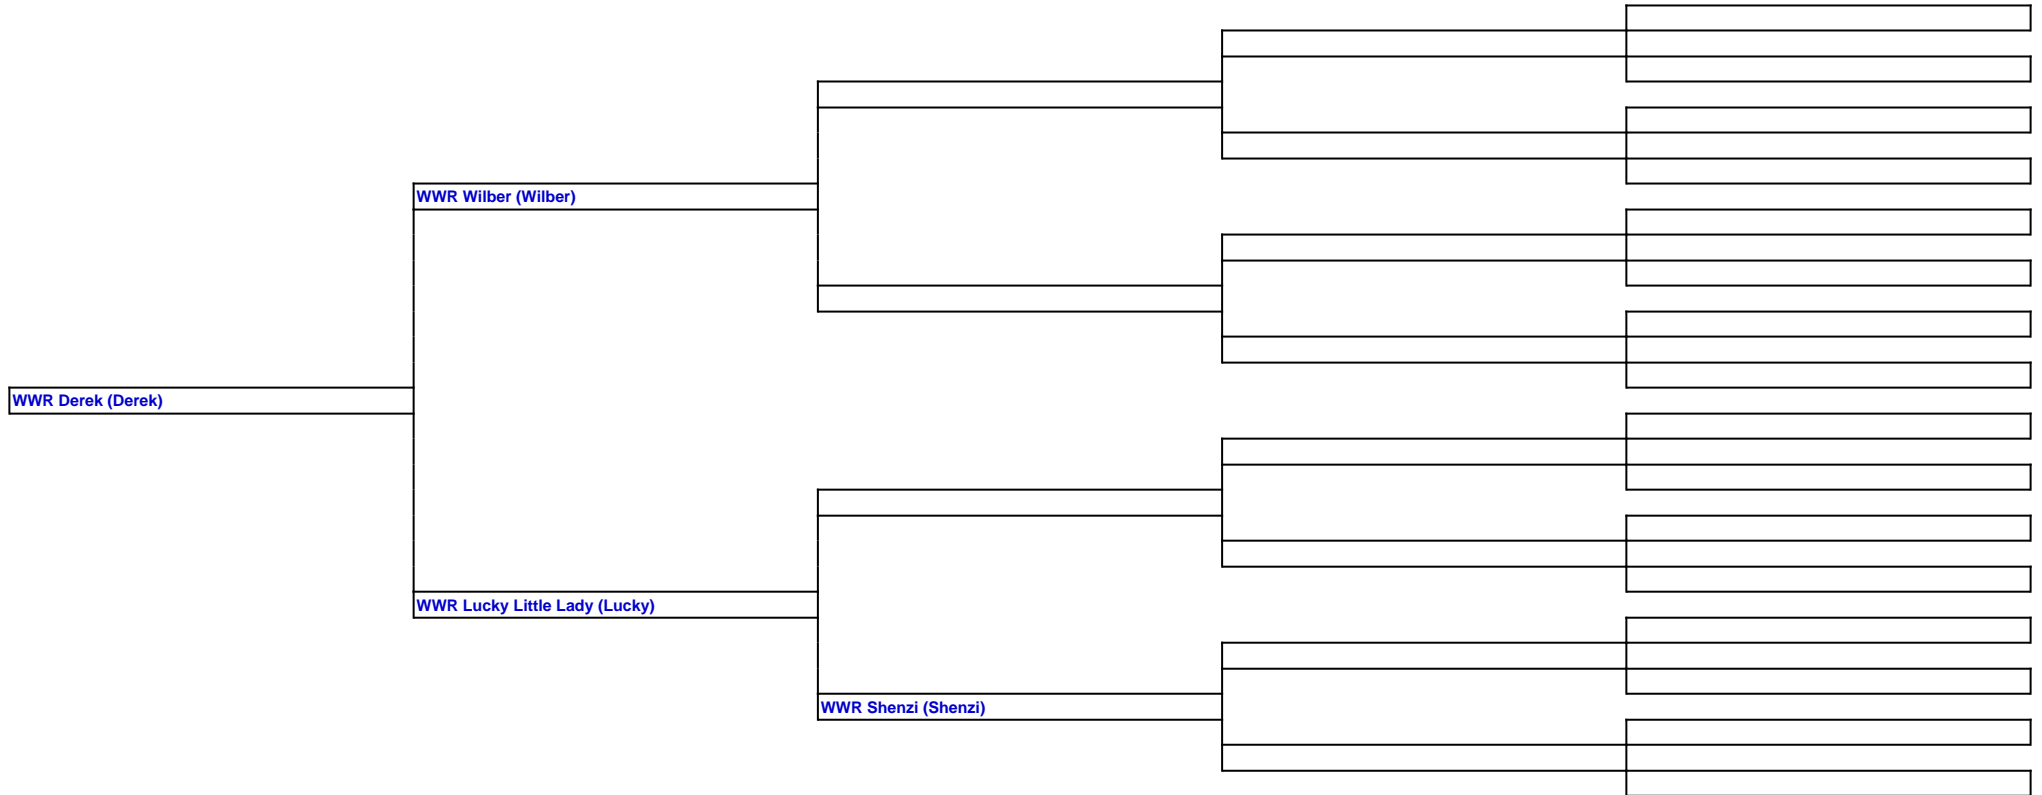 WWR Wilber (Wilber)
WWR Derek (Derek)
WWR Lucky Little Lady (Lucky)
WWR Shenzi (Shenzi)